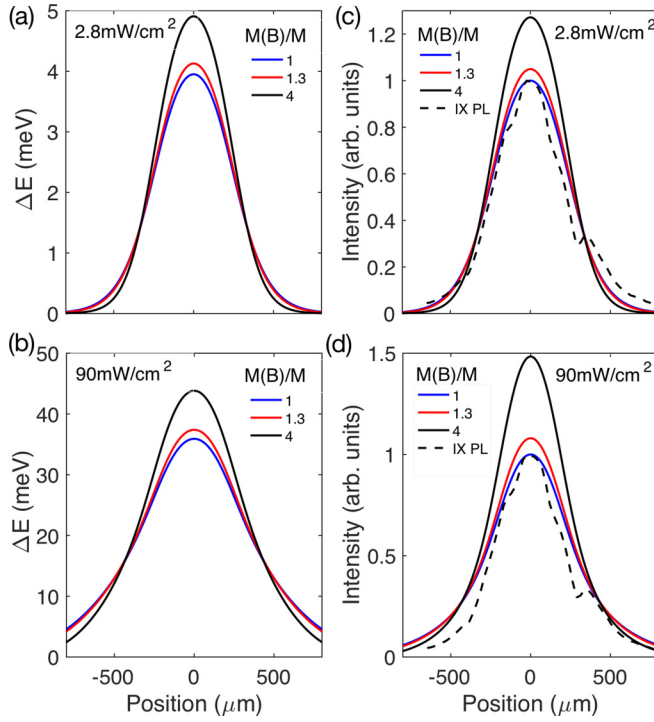 (a)
2.8mW/cm²
M(B)/M
1
1.3
4
ΔE (meV)
5
4
3
2
1
0
(c)
2.8mW/cm²
M(B)/M
1
1.3
4
IX PL
Intensity (arb. units)
1.2
1
0.8
0.6
0.4
0.2
0
(b)
90mW/cm²
M(B)/M
1
1.3
4
ΔE (meV)
50
40
30
20
10
0
-500 0 500
Position (μm)
(d)
90mW/cm²
M(B)/M
1
1.3
4
IX PL
Intensity (arb. units)
1.5
1
0.5
0
-500 0 500
Position (μm)